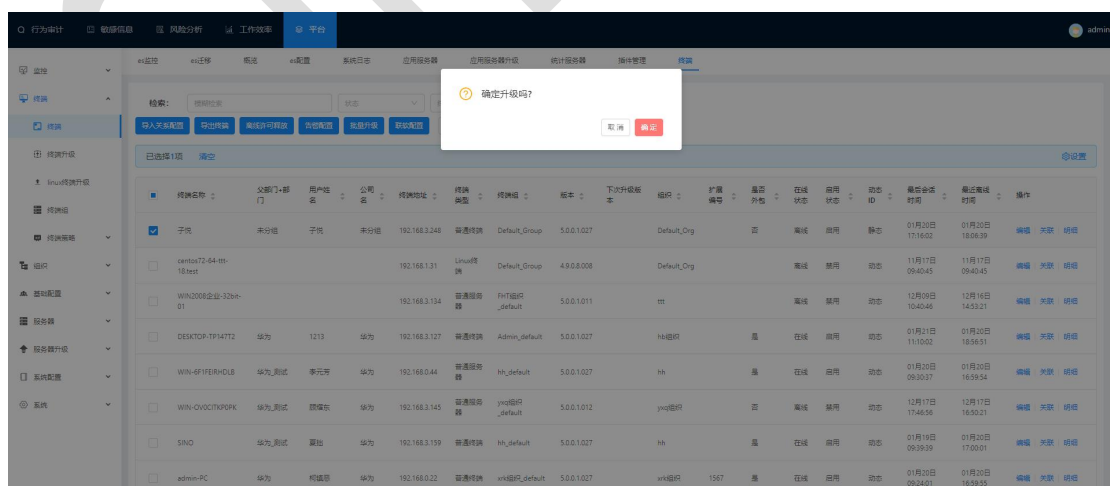 行为审计 敏感信息 风险分析 工作效率 平台 admin
监控
终端
终端
终端升级
linux终端升级
终端组
终端策略
组织
基础配置
服务器
服务器升级
系统配置
系统
es监控 es迁移 概览 es配置 系统日志 应用服务器 应用服务器升级 统计服务器 插件管理 终端
确定升级吗?
取消 确定
检索: 模糊检索 状态
导入关系配置 导出终端 离线许可释放 告警配置 批量升级 联软配置
已选择1项 清空 设置
终端名称 父部门+部门 用户姓名 公司名 终端地址 终端类型 终端组 版本 下次升级版本 组织 扩展编号 是否外包 在线状态 启用状态 动态ID 最后会话时间 最近离线时间 操作
子悦 未分组 子悦 未分组 192.168.3.248 普通终端 Default_Group 5.0.0.1.027 Default_Org 否 离线 启用 静态 01月20日 17:16:02 01月20日 18:06:39 编辑 关联 明细
centos72-64-ttt-18.test 192.168.1.31 Linux终端 Default_Group 4.9.0.8.008 Default_Org 离线 禁用 动态 11月17日 09:40:45 11月17日 09:40:45 编辑 关联 明细
WIN2008企业-32bit-01 192.168.3.134 普通服务器 FHT组织_default 5.0.0.1.011 ttt 离线 禁用 动态 12月09日 10:40:46 12月16日 14:53:21 编辑 关联 明细
DESKTOP-TP147T2 华为 1213 华为 192.168.3.127 普通终端 Admin_default 5.0.0.1.027 hb组织 是 在线 启用 动态 01月21日 11:10:02 01月20日 18:56:51 编辑 关联 明细
WIN-6F1FEIRHDLB 华为_测试 李元芳 华为 192.168.0.44 普通服务器 hh_default 5.0.0.1.027 hh 是 在线 启用 动态 01月20日 09:30:37 01月20日 16:59:54 编辑 关联 明细
WIN-OV0CITKP0PK 华为_测试 华为 192.168.3.145 普通服务器 yxq组织_default 5.0.0.1.012 yxq组织 否 离线 禁用 动态 12月17日 17:46:56 12月17日 16:50:21 编辑 关联 明细
SINO 华为_测试 华为 192.168.3.159 普通终端 hh_default 5.0.0.1.027 hh 是 在线 启用 动态 01月19日 09:39:39 01月20日 17:00:01 编辑 关联 明细
admin-PC 华为 华为 192.168.0.22 普通终端 xrk组织_default 5.0.0.1.027 xrk组织 1567 是 在线 启用 动态 01月20日 09:24:01 01月20日 16:59:55 编辑 关联 明细